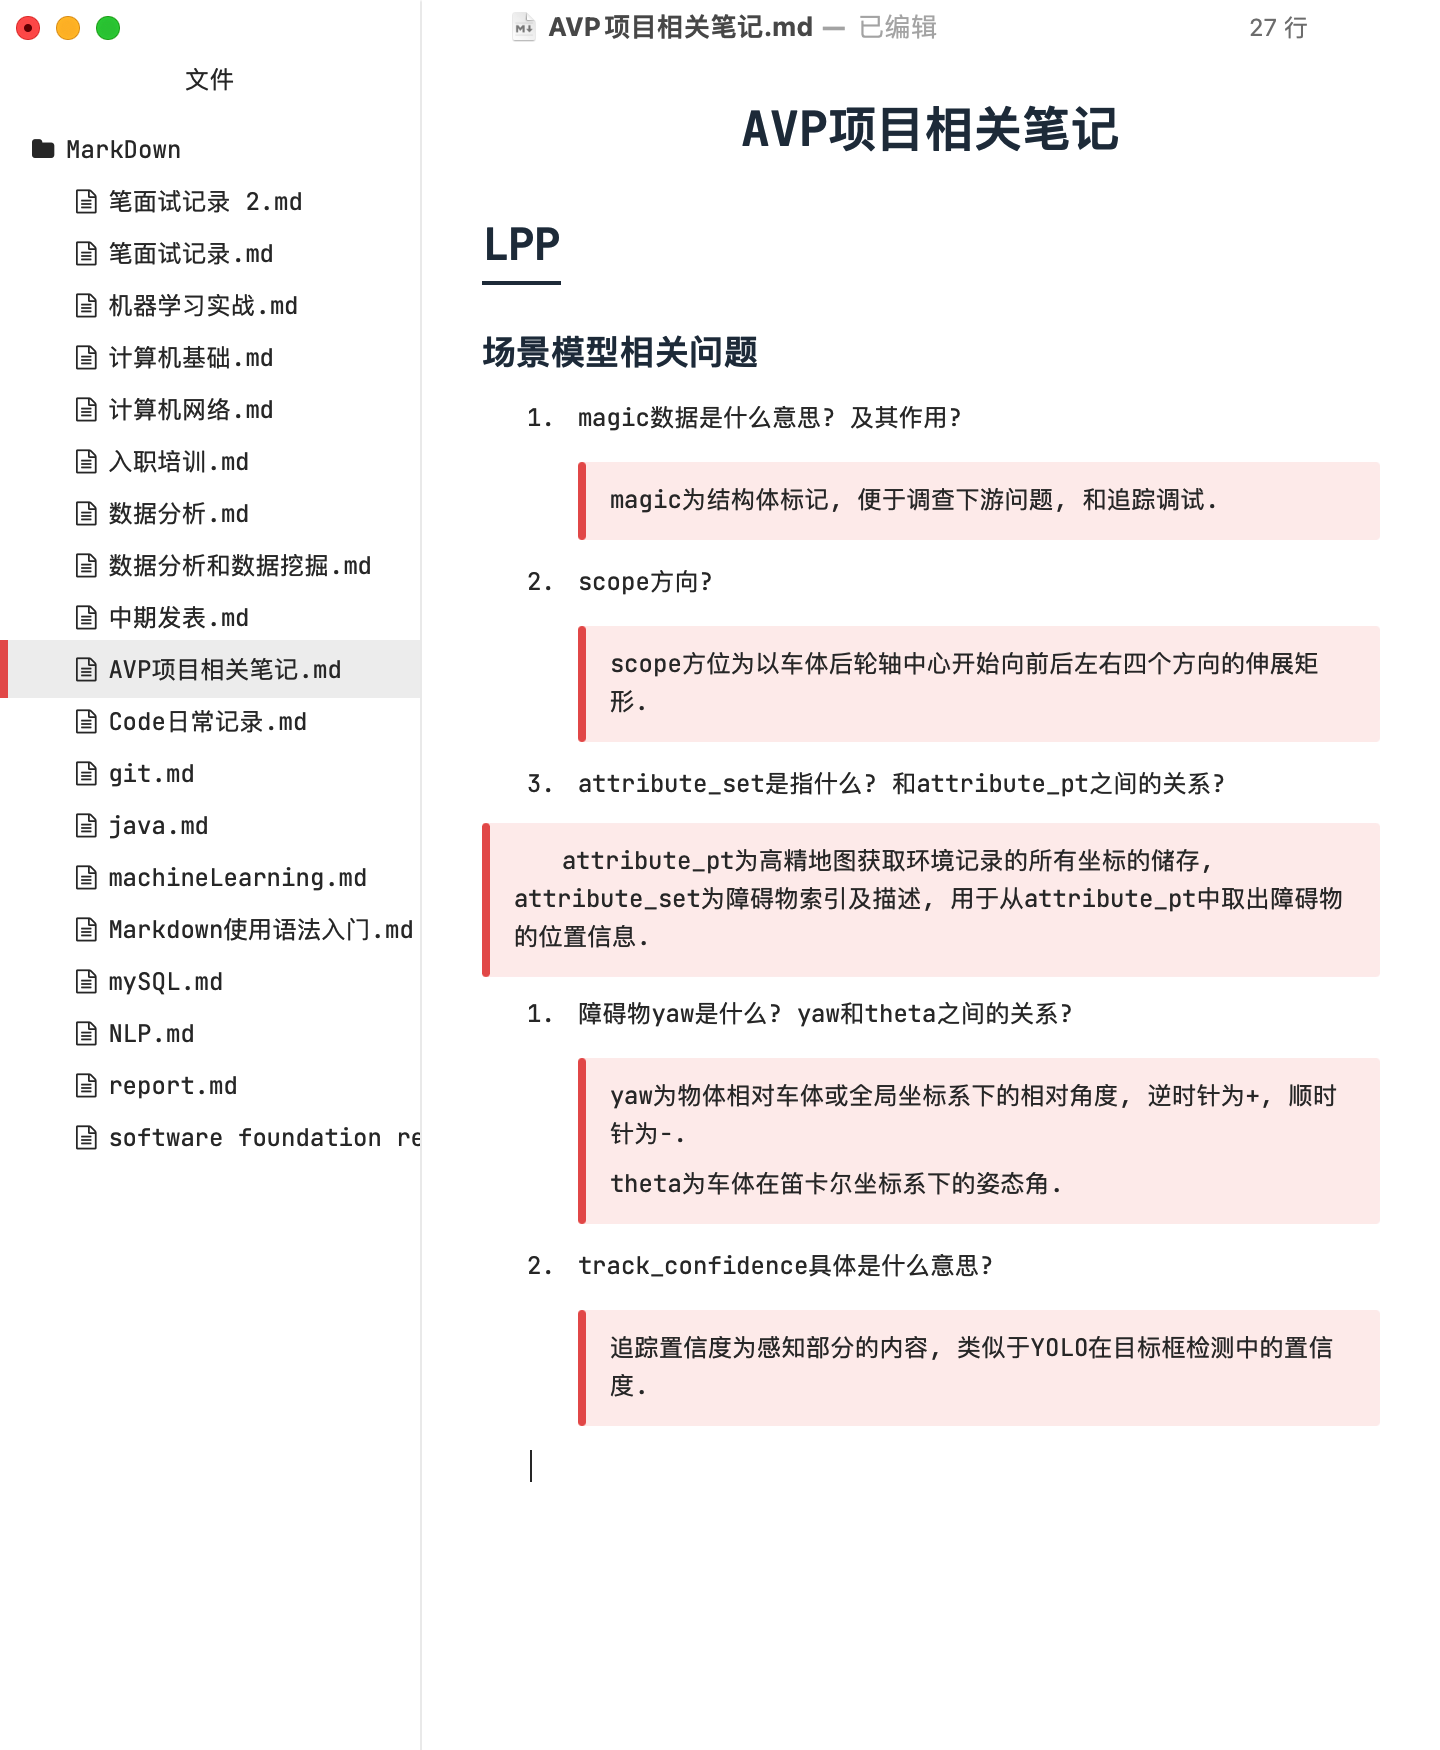 文件
MarkDown
笔面试记录 2.md
笔面试记录.md
机器学习实战.md
计算机基础.md
计算机网络.md
入职培训.md
数据分析.md
数据分析和数据挖掘.md
中期发表.md
AVP项目相关笔记.md
Code日常记录.md
git.md
java.md
machineLearning.md
Markdown使用语法入门.md
mySQL.md
NLP.md
report.md
software foundation re
AVP项目相关笔记.md — 已编辑
27 行
AVP项目相关笔记
LPP
场景模型相关问题
1. magic数据是什么意思? 及其作用?
magic为结构体标记, 便于调查下游问题, 和追踪调试.
2. scope方向?
scope方位为以车体后轮轴中心开始向前后左右四个方向的伸展矩
形.
3. attribute_set是指什么? 和attribute_pt之间的关系?
attribute_pt为高精地图获取环境记录的所有坐标的储存,
attribute_set为障碍物索引及描述, 用于从attribute_pt中取出障碍物
的位置信息.
1. 障碍物yaw是什么? yaw和theta之间的关系?
yaw为物体相对车体或全局坐标系下的相对角度, 逆时针为+, 顺时
针为-.
theta为车体在笛卡尔坐标系下的姿态角.
2. track_confidence具体是什么意思?
追踪置信度为感知部分的内容, 类似于YOLO在目标框检测中的置信
度.